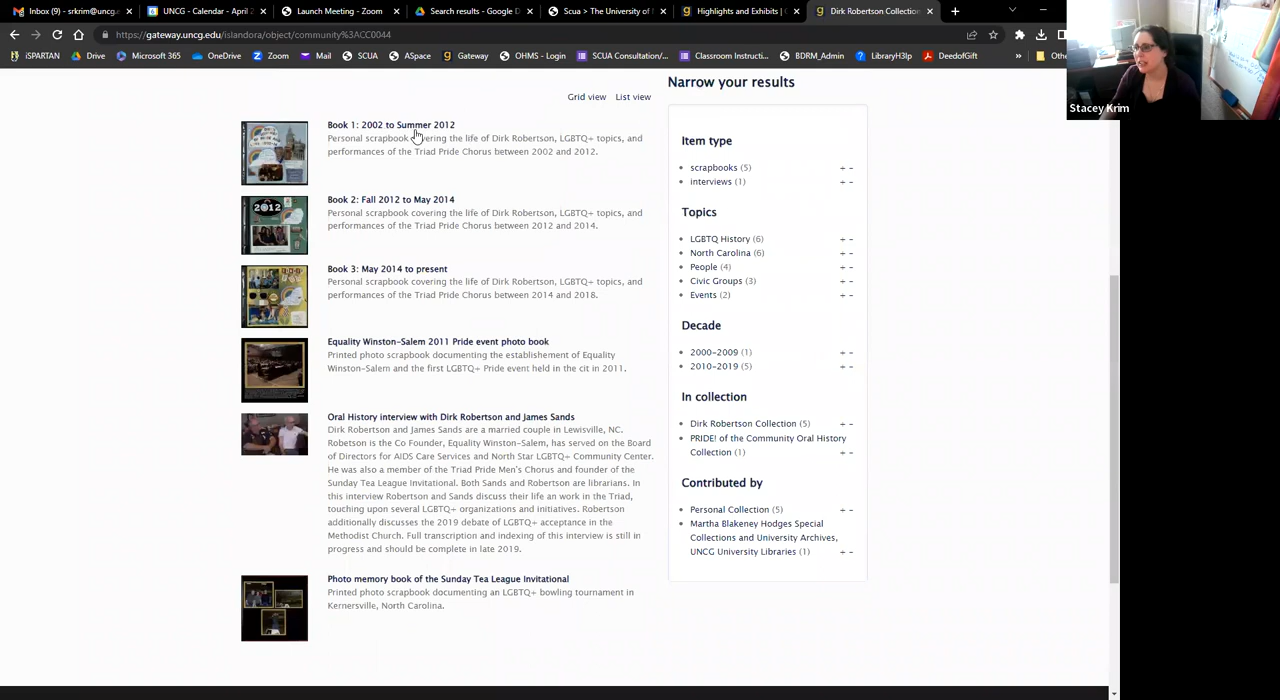 Inbox (9) - srkrim@uncg.
UNCG - Calendar - April 2
Launch Meeting - Zoom
Search results - Google D
Scua > The University of
Highlights and Exhibits |
Dirk Robertson Collection
https://gateway.uncg.edu/islandora/object/community%3ACC0044
iSPARTAN
Drive
Microsoft 365
OneDrive
Zoom
Mail
SCUA
ASpace
Gateway
OHMS - Login
SCUA Consultation/...
Classroom Instructi...
BDRM_Admin
LibraryH3lp
DeedofGift
»
Stacey Krim
Grid view List view
Book 1: 2002 to Summer 2012
Personal scrapbook covering the life of Dirk Robertson, LGBTQ+ topics, and
performances of the Triad Pride Chorus between 2002 and 2012.
Book 2: Fall 2012 to May 2014
Personal scrapbook covering the life of Dirk Robertson, LGBTQ+ topics, and
performances of the Triad Pride Chorus between 2012 and 2014.
Book 3: May 2014 to present
Personal scrapbook covering the life of Dirk Robertson, LGBTQ+ topics, and
performances of the Triad Pride Chorus between 2014 and 2018.
Equality Winston-Salem 2011 Pride event photo book
Printed photo scrapbook documenting the establishment of Equality
Winston-Salem and the first LGBTQ+ Pride event held in the cit in 2011.
Oral History interview with Dirk Robertson and James Sands
Dirk Robertson and James Sands are a married couple in Lewisville, NC.
Robetson is the Co Founder, Equality Winston-Salem, has served on the Board
of Directors for AIDS Care Services and North Star LGBTQ+ Community Center.
He was also a member of the Triad Pride Men's Chorus and founder of the
Sunday Tea League Invitational. Both Sands and Robertson are librarians. In
this interview Robertson and Sands discuss their life an work in the Triad,
touching upon several LGBTQ+ organizations and initiatives. Robertson
additionally discusses the 2019 debate of LGBTQ+ acceptance in the
Methodist Church. Full transcription and indexing of this interview is still in
progress and should be complete in late 2019.
Photo memory book of the Sunday Tea League Invitational
Printed photo scrapbook documenting an LGBTQ+ bowling tournament in
Kernersville, North Carolina.
Narrow your results
Item type
scrapbooks (5) + -
interviews (1) + -
Topics
LGBTQ History (6) + -
North Carolina (6) + -
People (4) + -
Civic Groups (3) + -
Events (2) + -
Decade
2000-2009 (1) + -
2010-2019 (5) + -
In collection
Dirk Robertson Collection (5) + -
PRIDE! of the Community Oral History
Collection (1) + -
Contributed by
Personal Collection (5) + -
Martha Blakeney Hodges Special
Collections and University Archives,
UNCG University Libraries (1) + -
2012